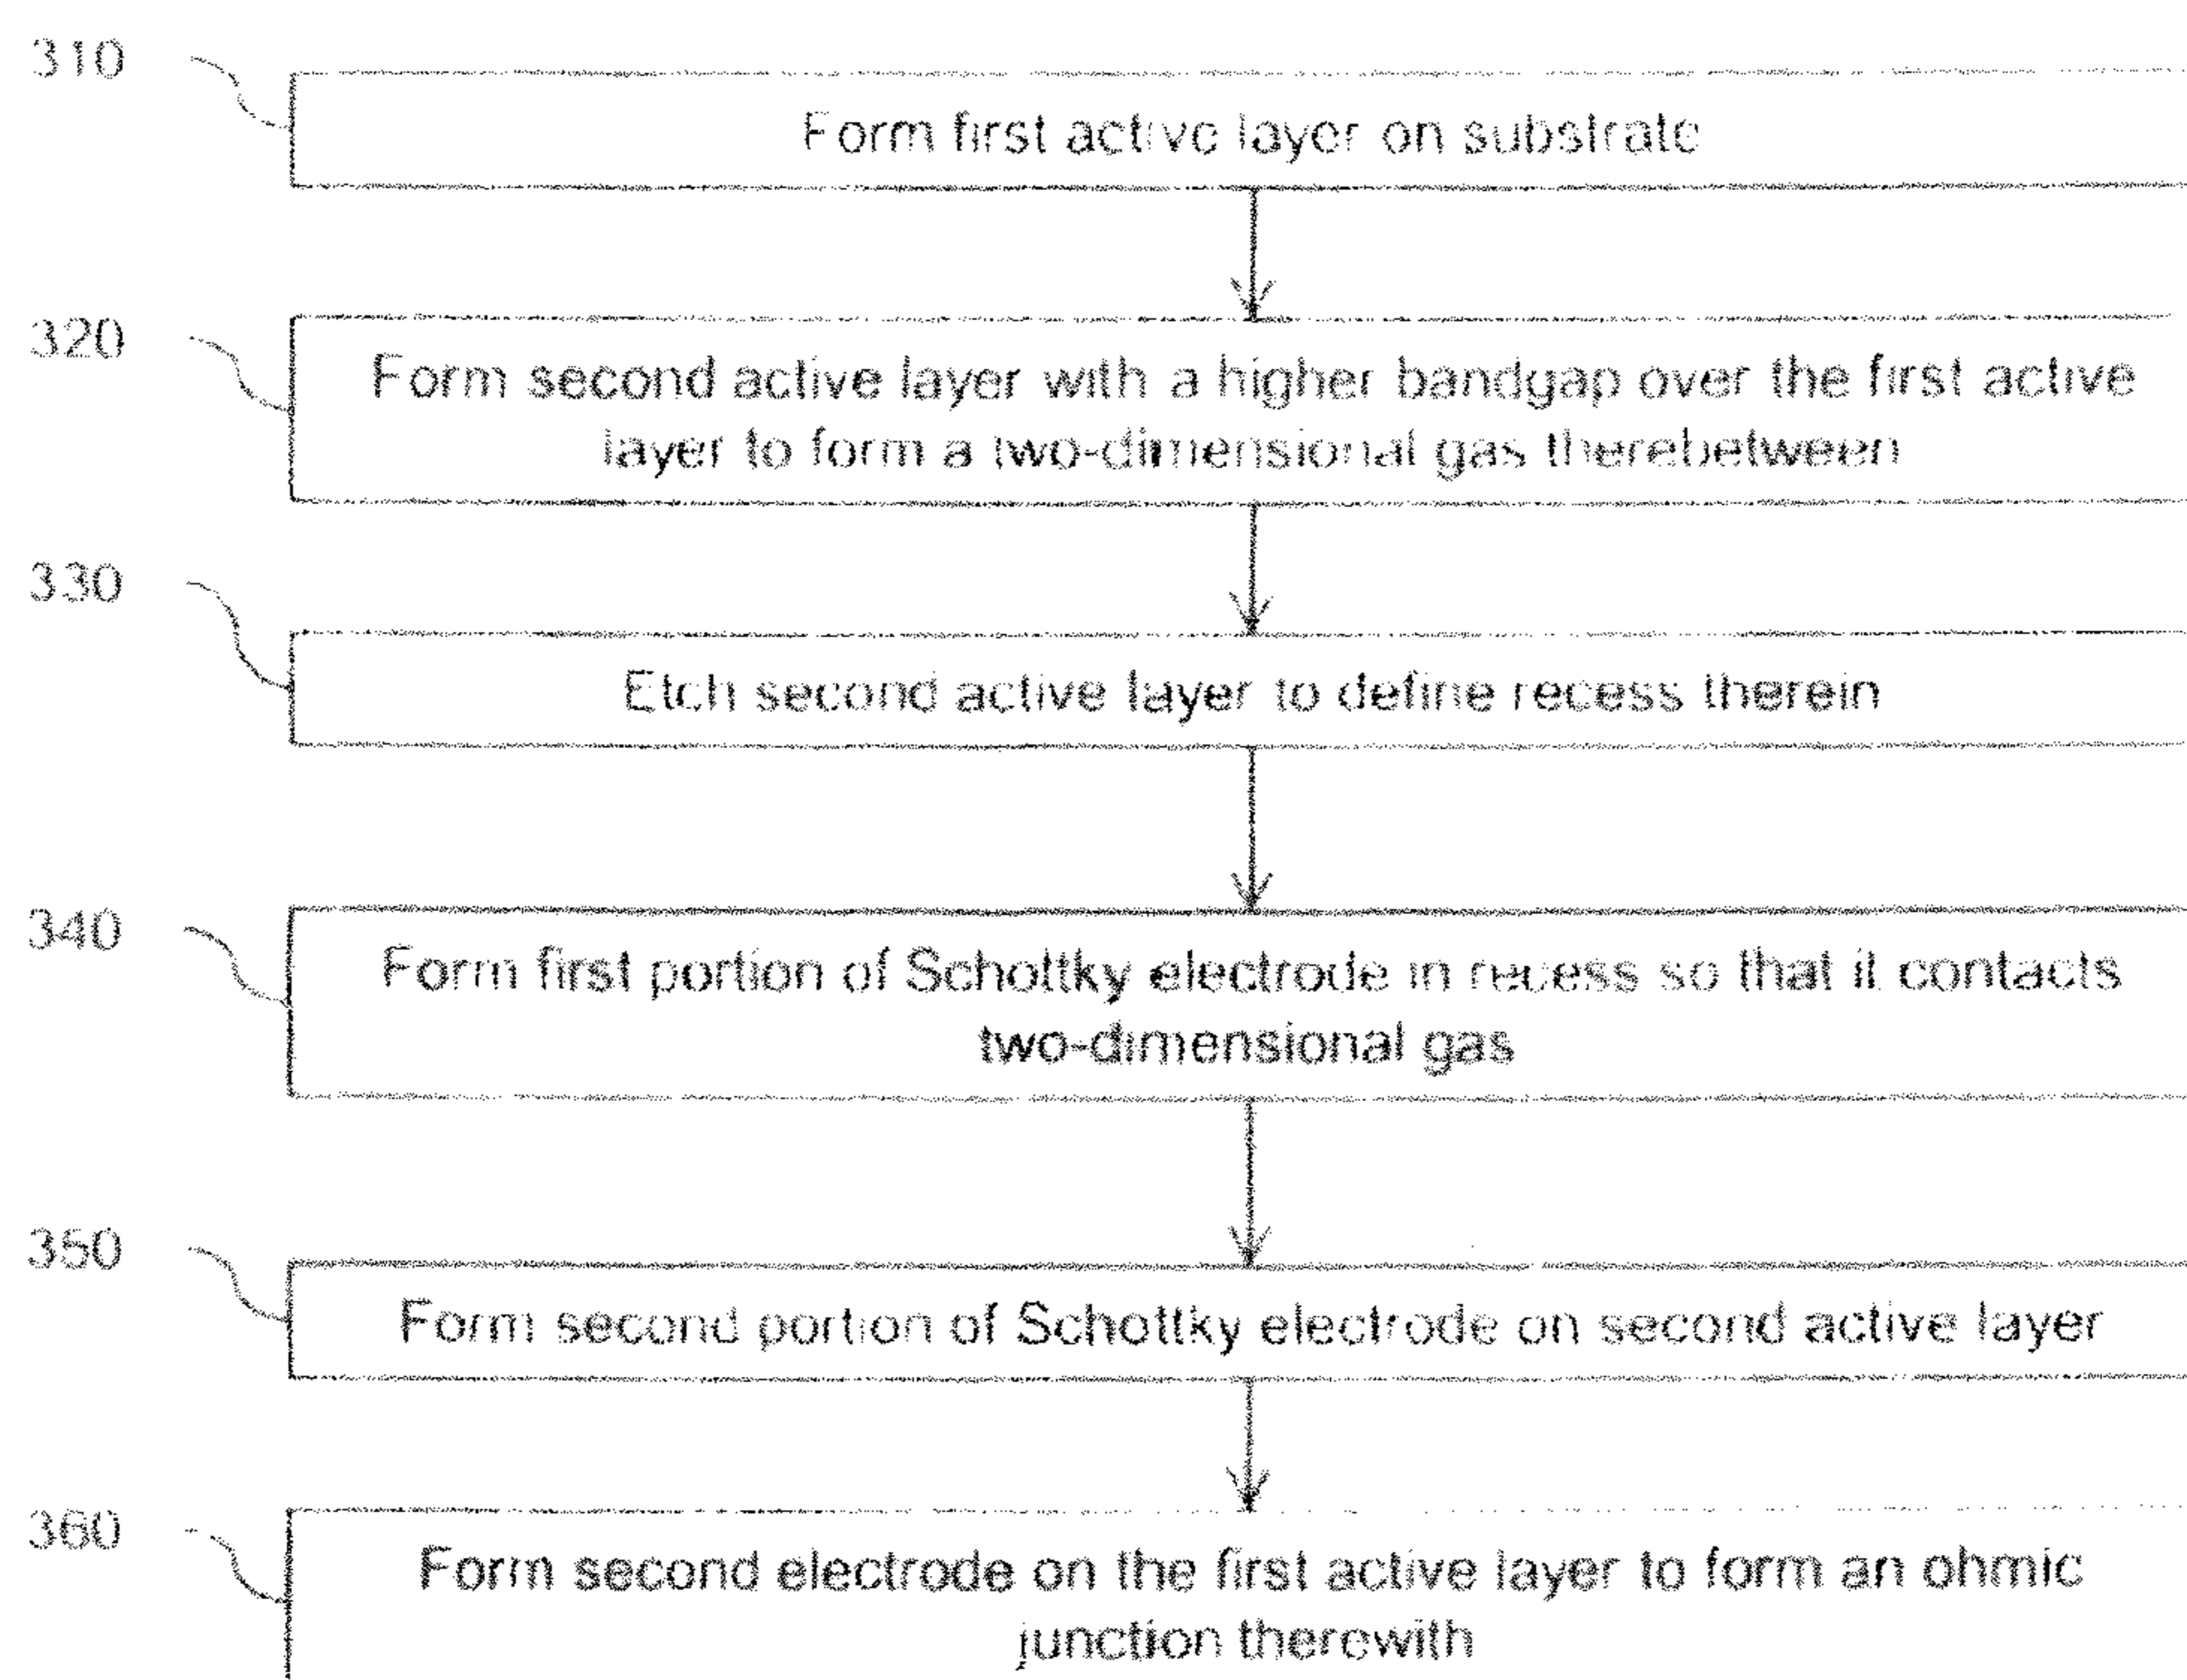 310
Form first active layer on substrate
320
Form second active layer with a higher bandgap over the first active
layer to form a two-dimensional gas therebetween
330
Etch second active layer to define recess therein
340
Form first portion of Schottky electrode in recess so that it contacts
two-dimensional gas
350
Form second portion of Schottky electrode on second active layer
360
Form second electrode on the first active layer to form an ohmic
junction therewith